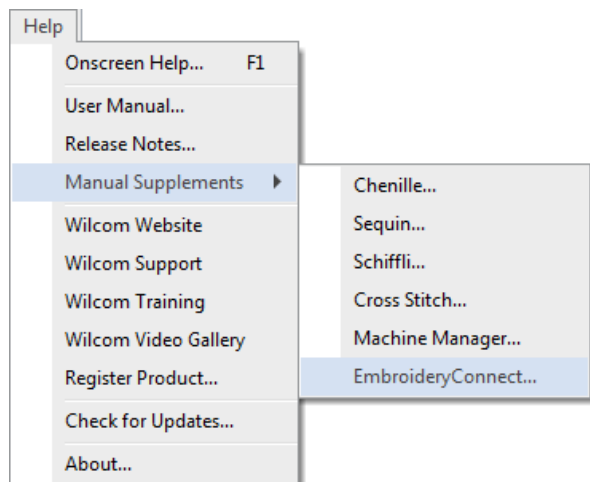 Help
Onscreen Help... F1
User Manual...
Release Notes...
Manual Supplements
Wilcom Website
Wilcom Support
Wilcom Training
Wilcom Video Gallery
Register Product...
Check for Updates...
About...
Chenille...
Sequin...
Schiffli...
Cross Stitch...
Machine Manager...
EmbroideryConnect...